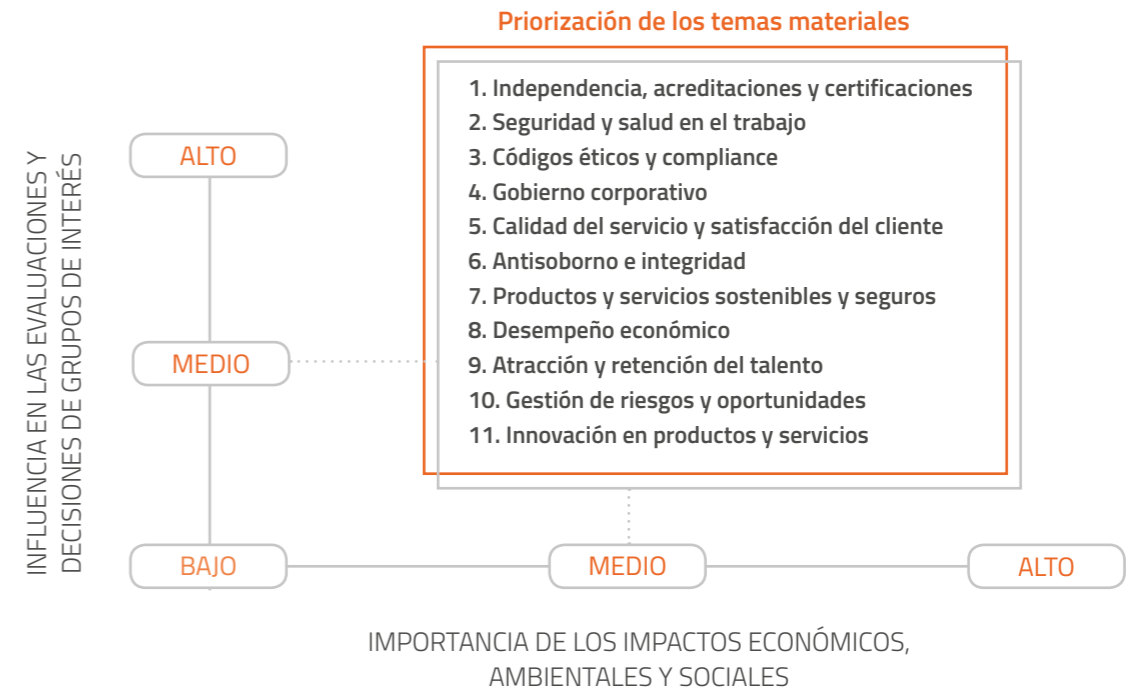 Priorización de los temas materiales
1. Independencia, acreditaciones y certificaciones
2. Seguridad y salud en el trabajo
3. Códigos éticos y compliance
4. Gobierno corporativo
5. Calidad del servicio y satisfacción del cliente
6. Antisoborno e integridad
7. Productos y servicios sostenibles y seguros
8. Desempeño económico
9. Atracción y retención del talento
10. Gestión de riesgos y oportunidades
11. Innovación en productos y servicios
INFLUENCIA EN LAS EVALUACIONES Y
DECISIONES DE GRUPOS DE INTERÉS
ALTO
MEDIO
BAJO
MEDIO
ALTO
IMPORTANCIA DE LOS IMPACTOS ECONÓMICOS,
AMBIENTALES Y SOCIALES